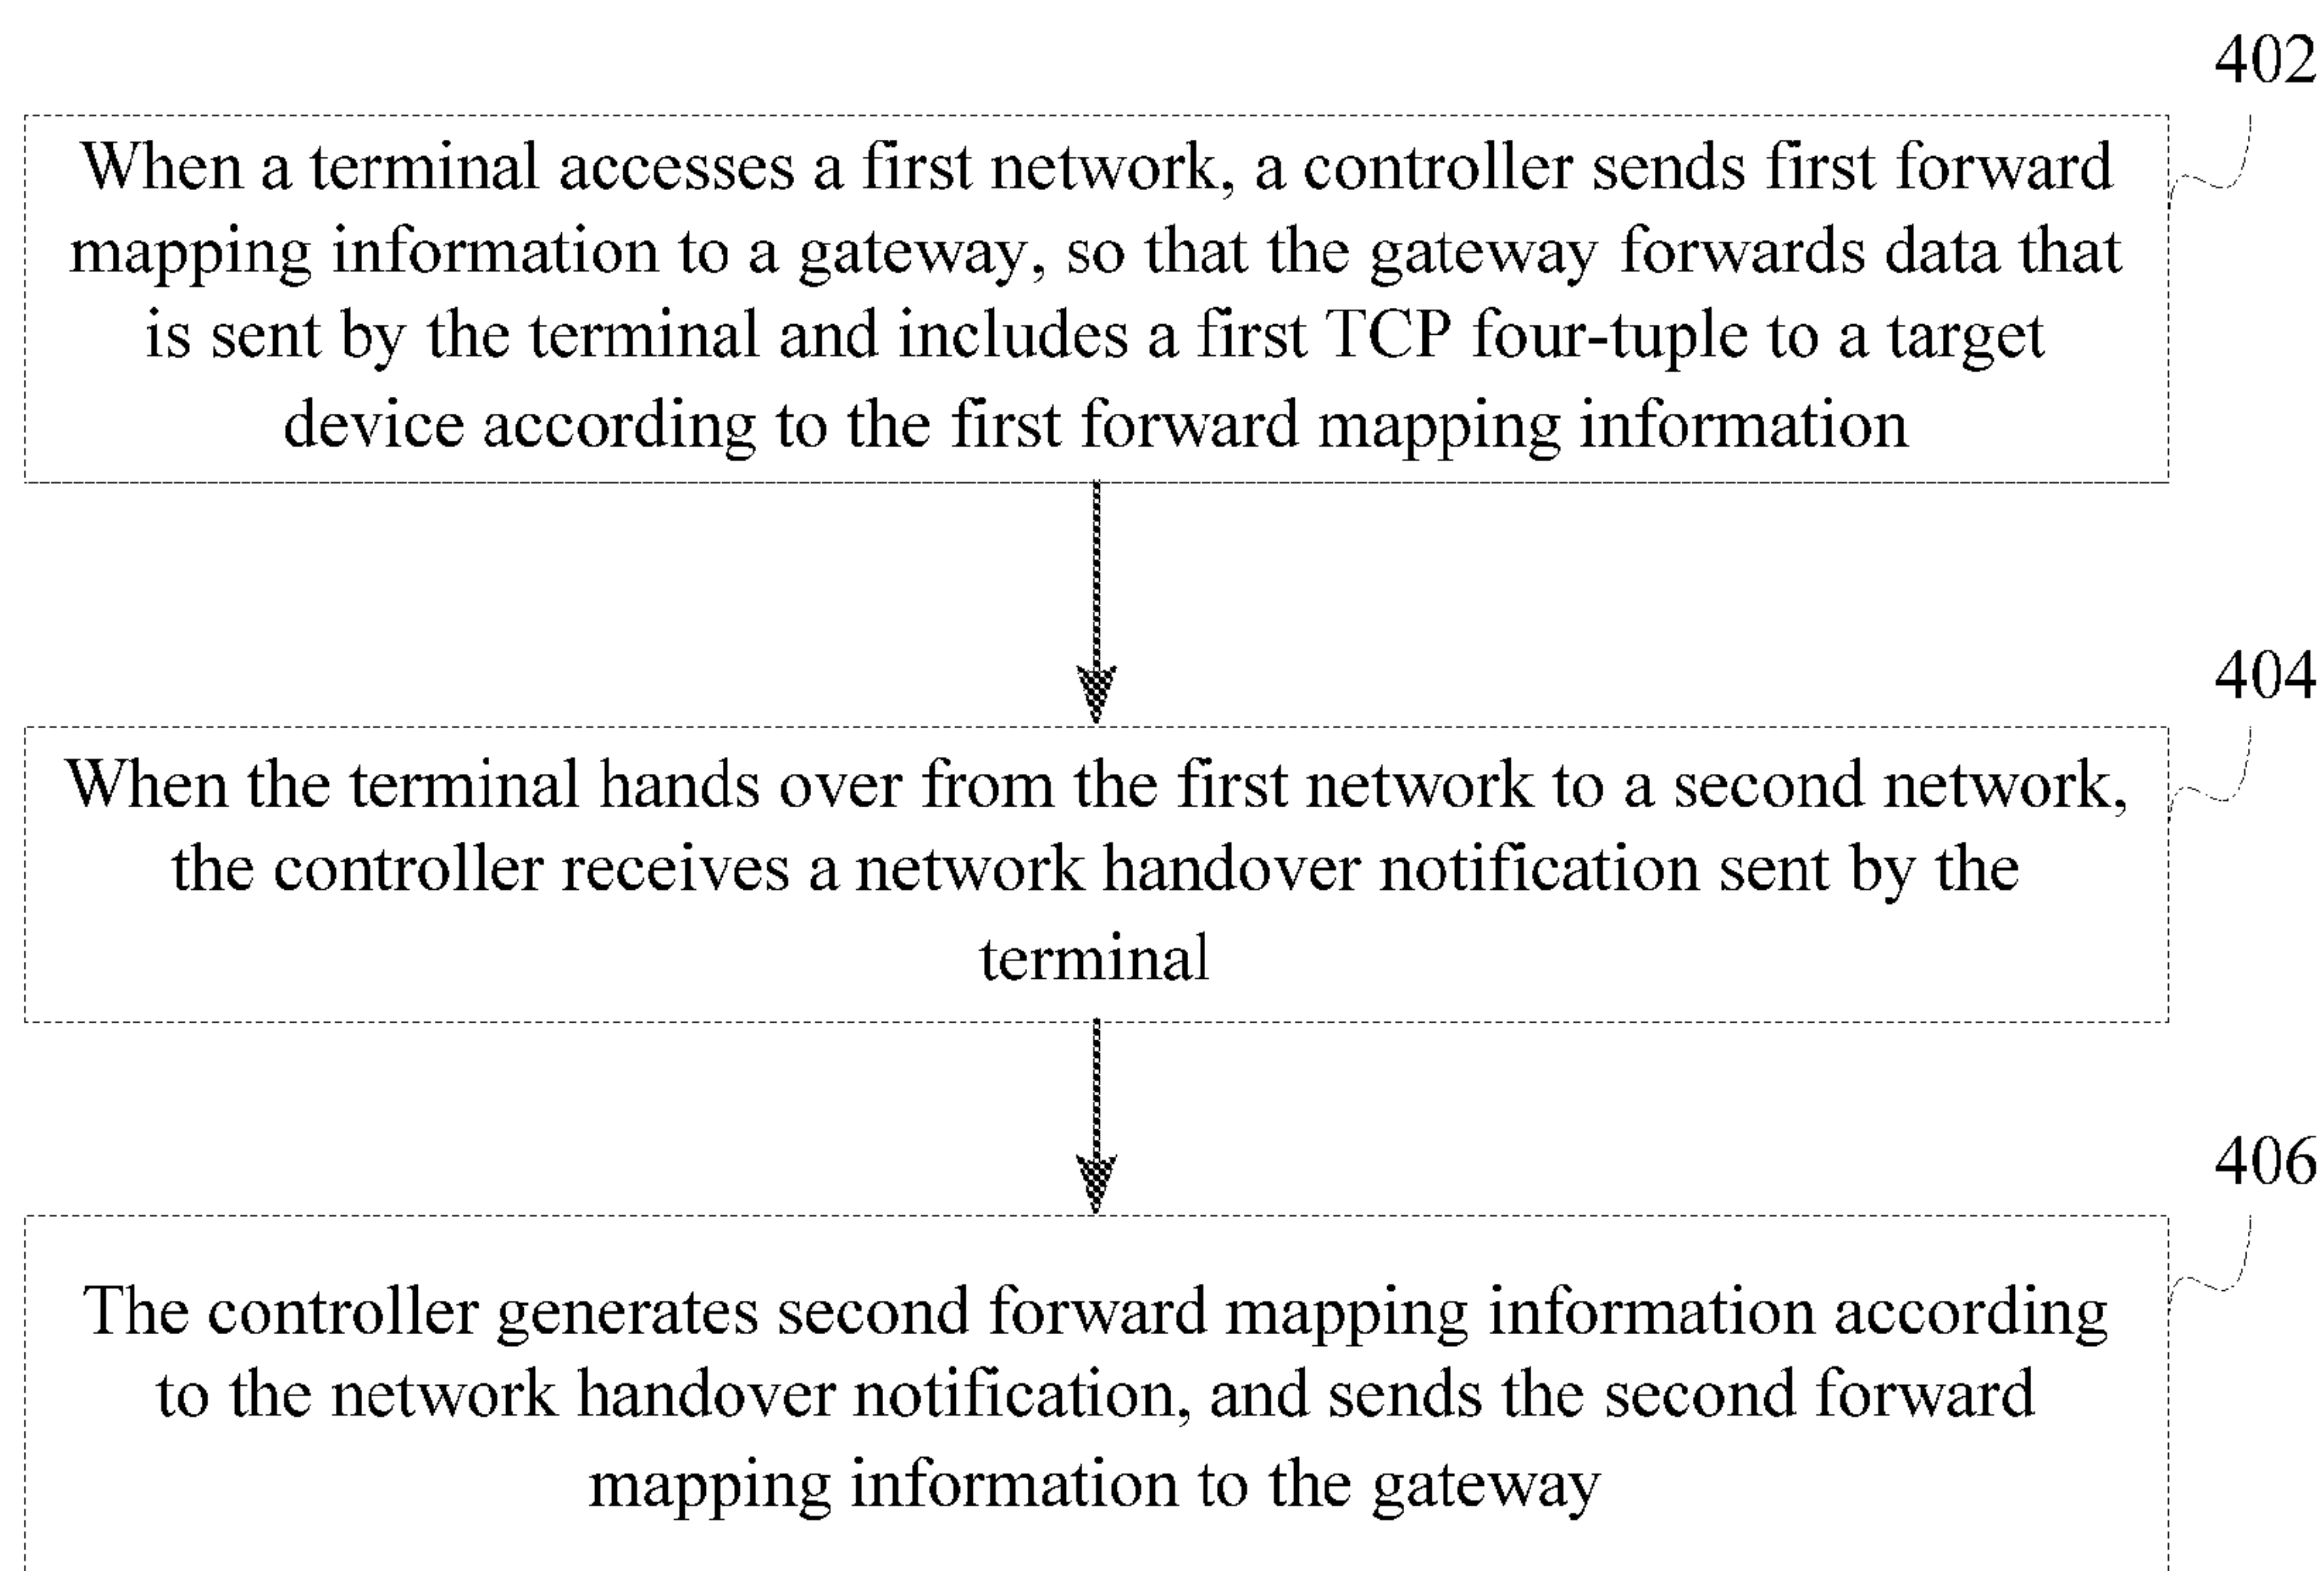 402
When a terminal accesses a first network, a controller sends first forward
mapping information to a gateway, so that the gateway forwards data that
is sent by the terminal and includes a first TCP four-tuple to a target
device according to the first forward mapping information
404
When the terminal hands over from the first network to a second network,
the controller receives a network handover notification sent by the
terminal
406
The controller generates second forward mapping information according
to the network handover notification, and sends the second forward
mapping information to the gateway